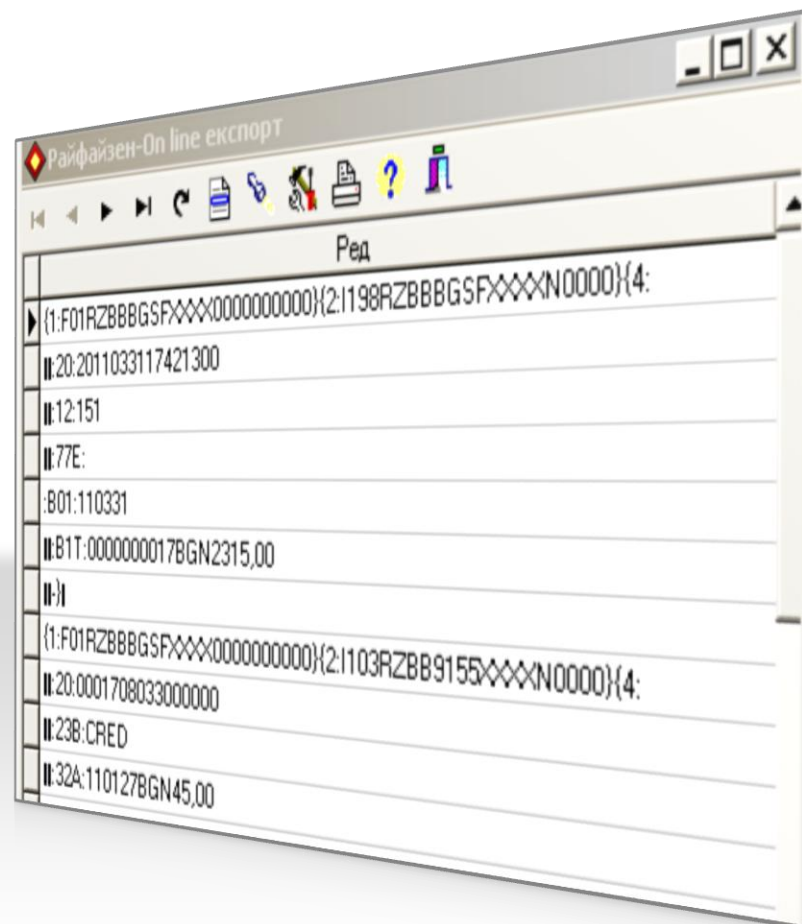 Райфайзен-On line експорт
Ред
{1:F01RZBBBGSFXXXX0000000000}{2:I198RZBBBGSFXXXXN0000}{4:
||:20:2011033117421300
||:12:151
||:77E:
:B01:110331
||:B1T:0000000017BGN2315,00
||-}|
{1:F01RZBBBGSFXXXX0000000000}{2:I103RZBB9155XXXXN0000}{4:
||:20:0001708033000000
||:23B:CRED
||:32A:110127BGN45,00